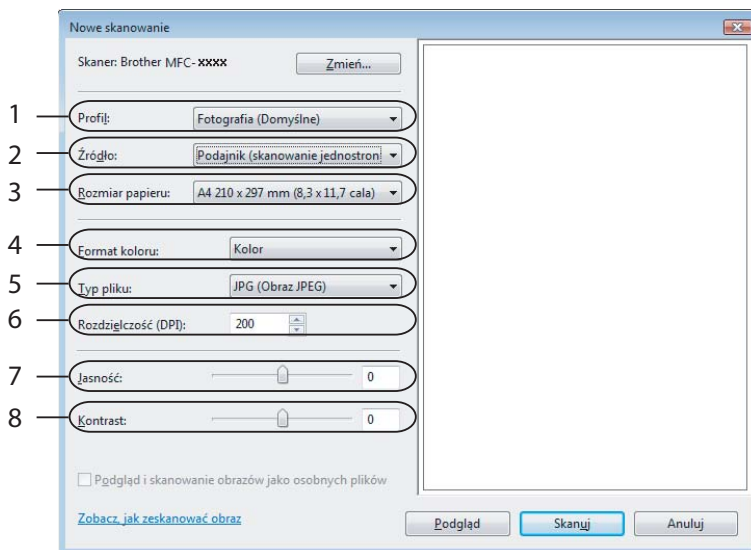 Nowe skanowanie
Skaner: Brother MFC-xxxx
Zmień...
1 Profil: Fotografia (Domyślne)
2 Źródło: Podajnik (skanowanie jednostron
3 Rozmiar papieru: A4 210 x 297 mm (8,3 x 11,7 cala)
4 Format koloru: Kolor
5 Typ pliku: JPG (Obraz JPEG)
6 Rozdzielczość (DPI): 200
7 Jasność: 0
8 Kontrast: 0
Podgląd i skanowanie obrazów jako osobnych plików
Zobacz, jak zeskanować obraz
Podgląd
Skanuj
Anuluj